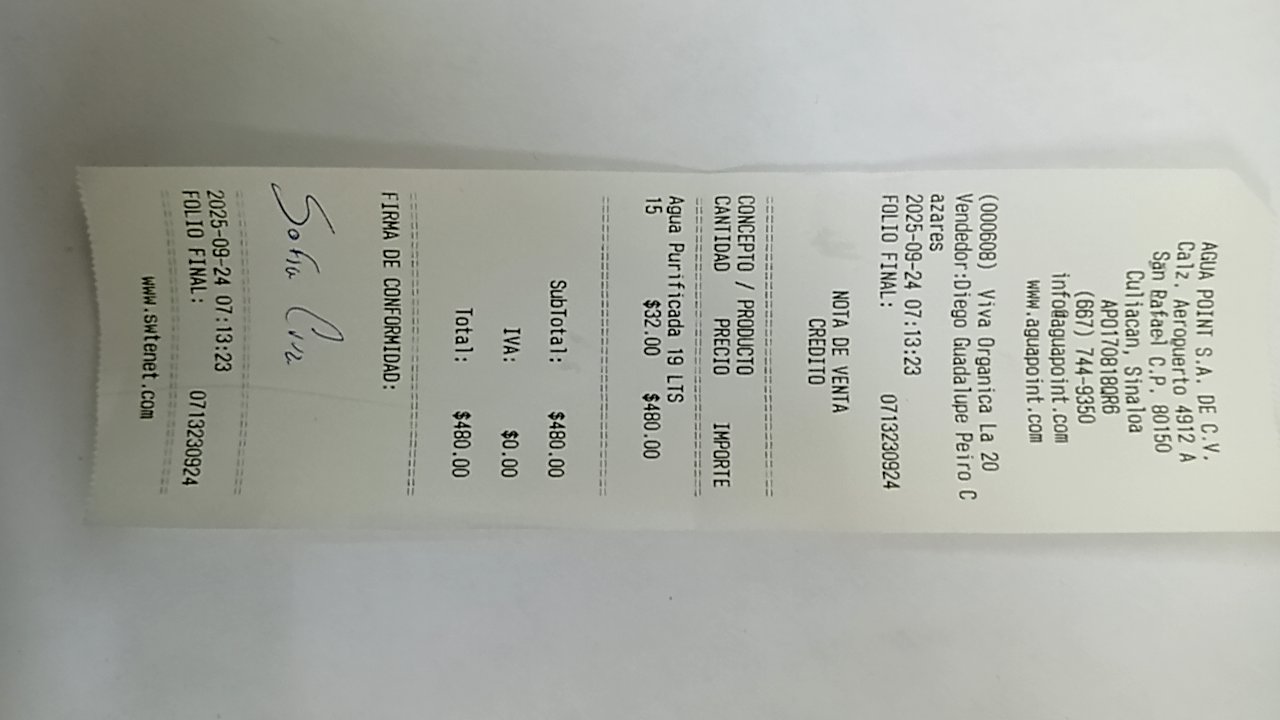 AGUA POINT S.A. DE C.V.
Calz. Aeropuerto 4912 A
San Rafael C.P. 80150
Culiacan, Sinaloa
APO170818QR6
(667) 744-9350
info@aguapoint.com
www.aguapoint.com
(000608) Viva Organica La 20
Vendedor:Diego Guadalupe Peiro C
azares
2025-09-24 07:13:23
FOLIO FINAL: 0713230924
NOTA DE VENTA
CREDITO
================================
CONCEPTO / PRODUCTO
CANTIDAD PRECIO IMPORTE
================================
Agua Purificada 19 LTS
15 $32.00 $480.00
================================
SubTotal: $480.00
IVA: $0.00
Total: $480.00
================================
FIRMA DE CONFORMIDAD:
Sofia Cruz
================================
2025-09-24 07:13:23
FOLIO FINAL: 0713230924
================================
www.swtenet.com